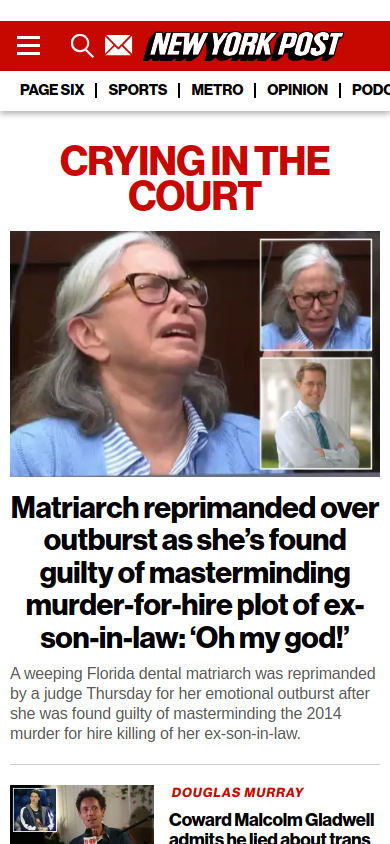 NEW YORK POST
PAGE SIX
SPORTS
METRO
OPINION
PODC
CRYING IN THE
COURT
Matriarch reprimanded over
outburst as she’s found
guilty of masterminding
murder-for-hire plot of ex-
son-in-law: ‘Oh my god!’
A weeping Florida dental matriarch was reprimanded
by a judge Thursday for her emotional outburst after
she was found guilty of masterminding the 2014
murder for hire killing of her ex-son-in-law.
DOUGLAS MURRAY
Coward Malcolm Gladwell
admits he lied about trans